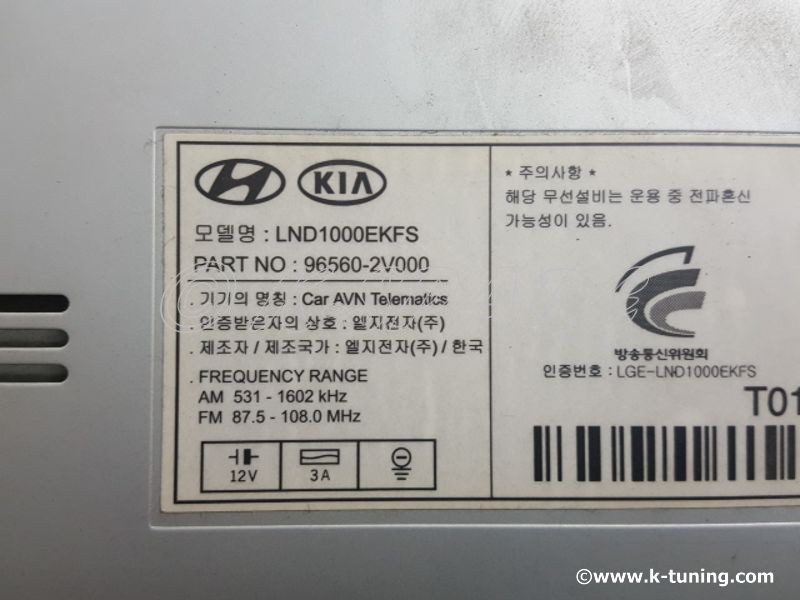 KIA
모델명 : LND1000EKFS
PART NO : 96560-2V000
. 기기의 명칭 : Car AVN Telematics
. 인증받은자의 상호 : 엘지전자(주)
. 제조자 / 제조국가 : 엘지전자(주) / 한국
. FREQUENCY RANGE
AM 531 - 1602 kHz
FM 87.5 - 108.0 MHz
12V
3A
* 주의사항 *
해당 무선설비는 운용 중 전파혼신
가능성이 있음.
방송통신위원회
인증번호 : LGE-LND1000EKFS
T01
©www.k-tuning.com